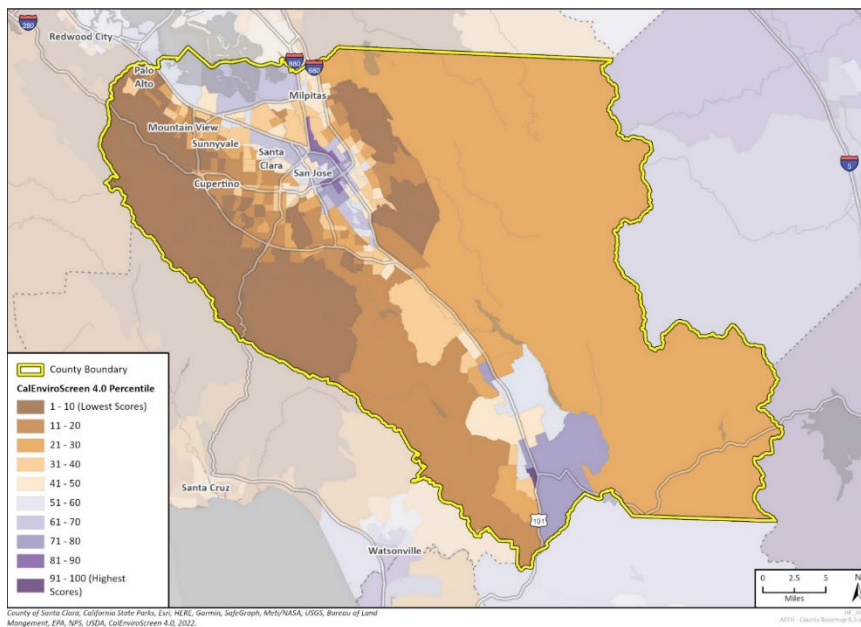 280
Redwood City
Palo
Alto
880
680
Milpitas
Mountain View
Sunnyvale
Santa
Clara
San Jose
Cupertino
5
County Boundary
CalEnviroScreen 4.0 Percentile
1 - 10 (Lowest Scores)
11 - 20
21 - 30
31 - 40
41 - 50
51 - 60
61 - 70
71 - 80
81 - 90
91 - 100 (Highest
Scores)
Santa Cruz
Watsonville
191
0 2.5 5
Miles
N
County of Santa Clara, California State Parks, Esri, HERE, Garmin, SafeGraph, Meti/NASA, USGS, Bureau of Land
Mangement, EPA, NPS, USDA, CalEnviroScreen 4.0, 2022.